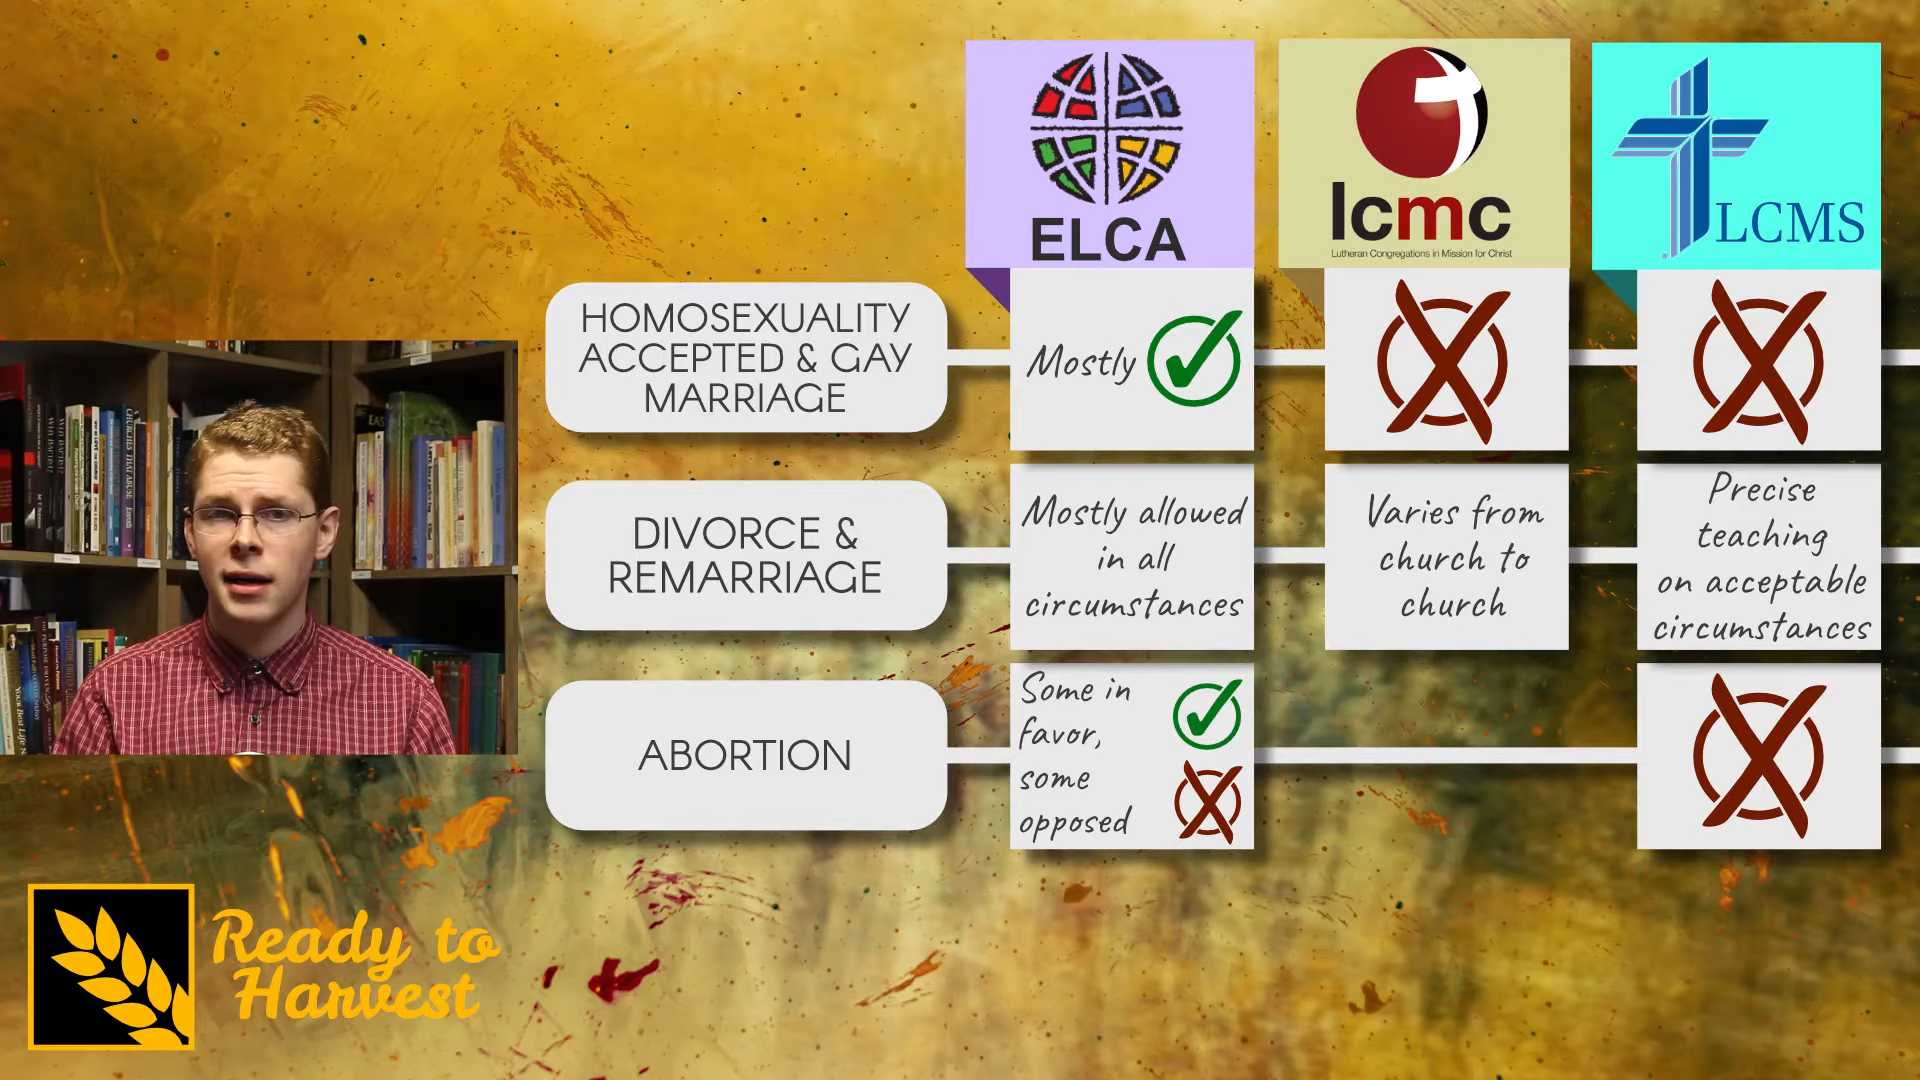 ELCA
lcmc
Lutheran Congregations in Mission for Christ
LCMS
HOMOSEXUALITY
ACCEPTED & GAY
MARRIAGE
Mostly
DIVORCE &
REMARRIAGE
Mostly allowed
in all
circumstances
Varies from
church to
church
Precise
teaching
on acceptable
circumstances
ABORTION
Some in
favor,
some
opposed
Ready to
Harvest